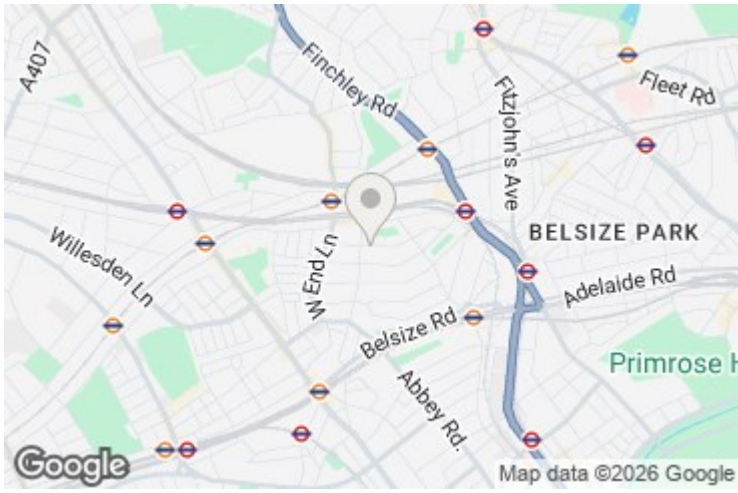 A407
Finchley Rd
Fitzjohn's Ave
Fleet Rd
Willesden Ln
W End Ln
BELSIZE PARK
Adelaide Rd
Belsize Rd
Abbey Rd.
Primrose H
Google
Map data ©2026 Google